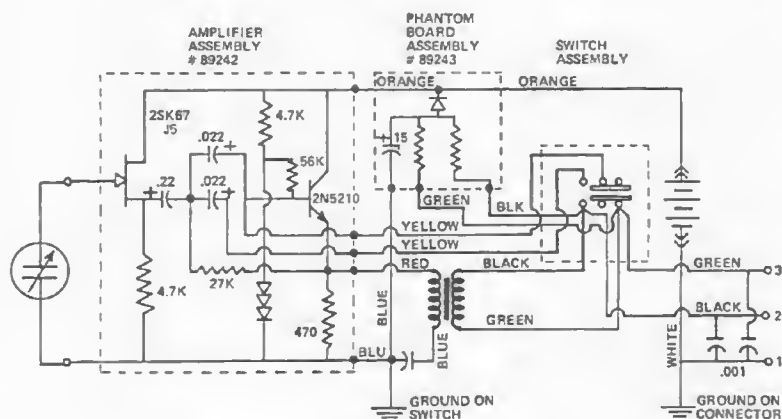 AMPLIFIER
ASSEMBLY
# 89242
PHANTOM
BOARD
ASSEMBLY
# 89243
SWITCH
ASSEMBLY
ORANGE
ORANGE
2SK67
J5
4.7K
.022
+
15
+
56K
.22
+
.022
+
2N5210
GREEN
BLK
YELLOW
YELLOW
RED
BLACK
GREEN
3
4.7K
27K
BLUE
BLACK
2
470
BLUE
GREEN
WHITE
.001
BLU
1
GROUND ON
SWITCH
GROUND ON
CONNECTOR